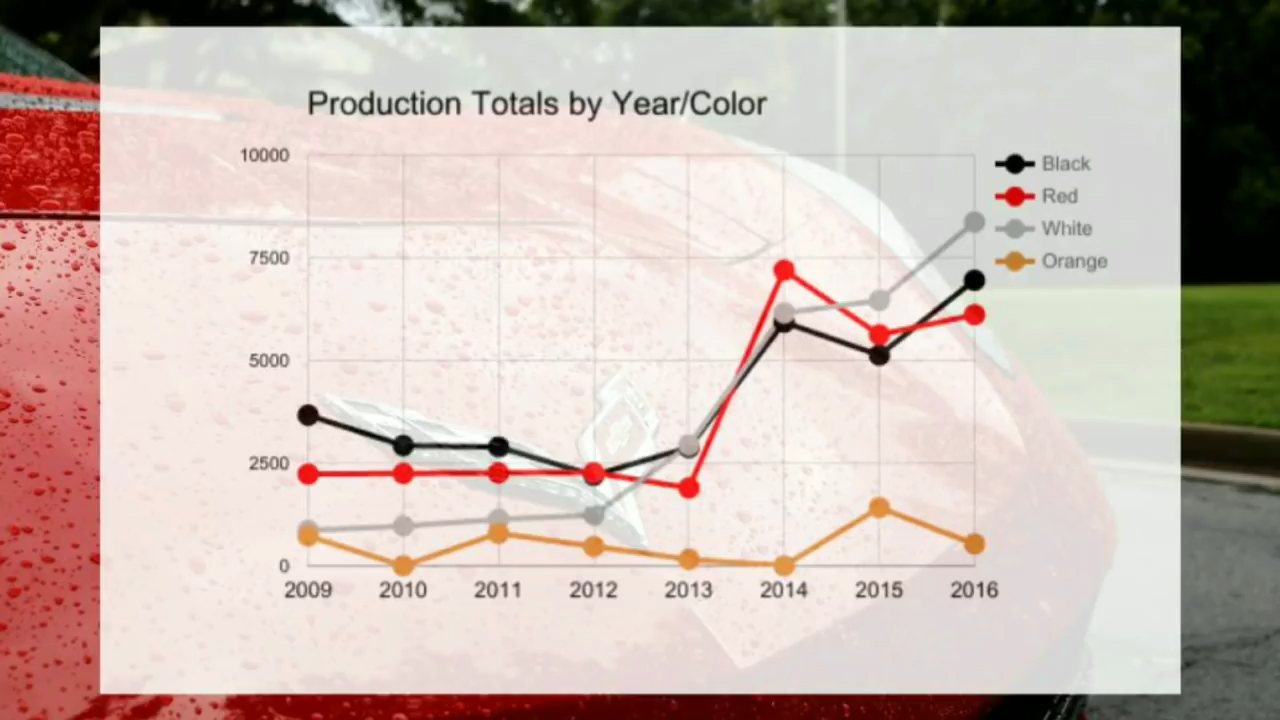 Production Totals by Year/Color
10000
7500
5000
2500
0
2009 2010 2011 2012 2013 2014 2015 2016
Black
Red
White
Orange